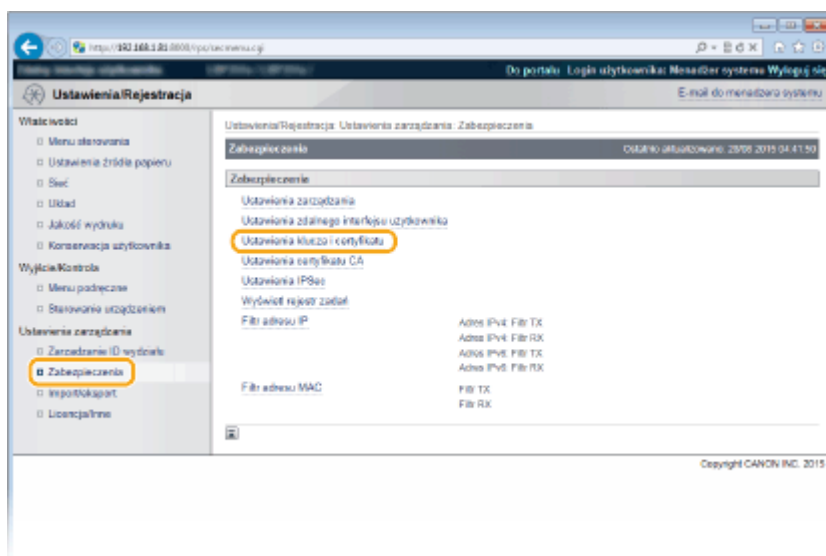 Do portalu Login użytkownika: Menedżer systemu Wyloguj się
Ustawienia/Rejestracja
E-mail do menedżera systemu
Właściwości
Menu sterowania
Ustawienia źródła papieru
Sieć
Układ
Jakość wydruku
Konserwacja użytkownika
Wyjście/Kontrola
Menu podręczne
Sterowanie urządzeniem
Ustawienia zarządzania
Zarządzanie ID wydziału
Zabezpieczenia
Import/eksport
Licencja/Inne
Ustawienia/Rejestracja: Ustawienia zarządzania: Zabezpieczenia
Zabezpieczenia
Ostatnio aktualizowano: 28/08 2015 04:41:50
Zabezpieczenia
Ustawienia zarządzania
Ustawienia zdalnego interfejsu użytkownika
Ustawienia klucza i certyfikatu
Ustawienia certyfikatu CA
Ustawienia IPSec
Wyświetl rejestr zadań
Filtr adresu IP
Adres IPv4: Filtr TX
Adres IPv4: Filtr RX
Adres IPv6: Filtr TX
Adres IPv6: Filtr RX
Filtr adresu MAC
Filtr TX
Filtr RX
Copyright CANON INC. 2015